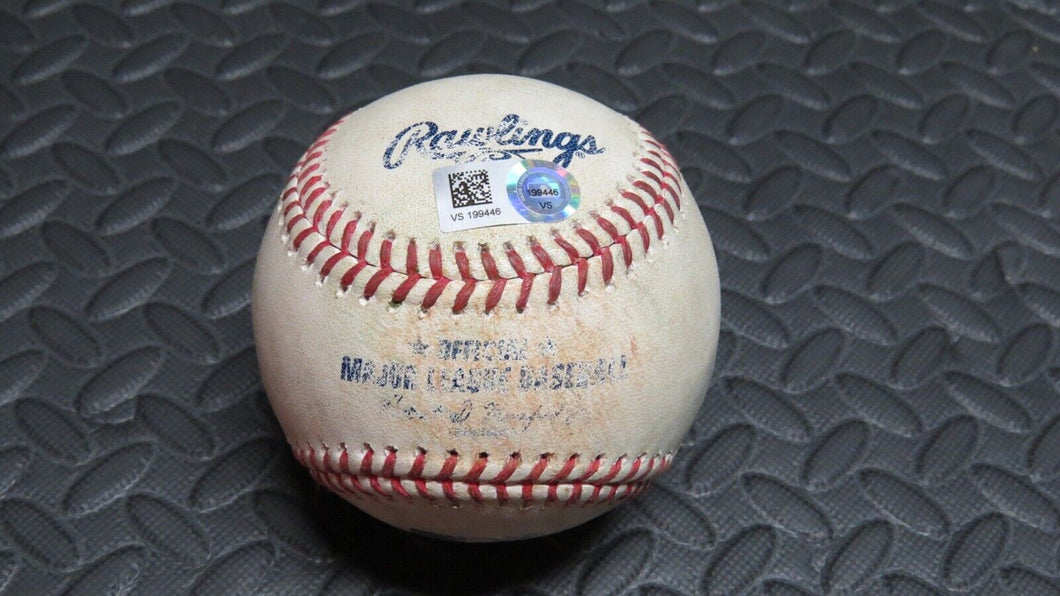 Rawlings
199446
VS
VS 199446
OFFICIAL
MAJOR LEAGUE BASEBALL